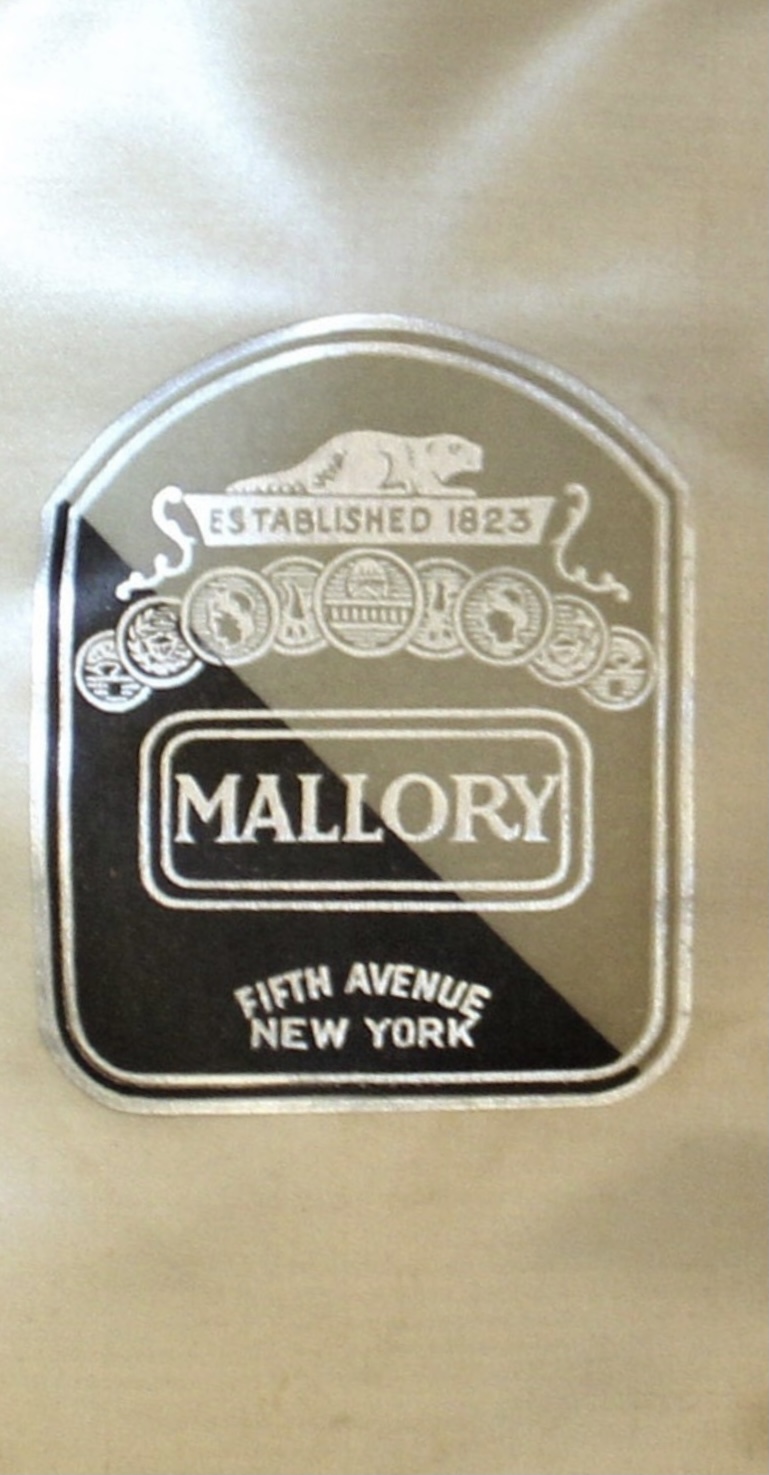 ESTABLISHED 1823
MALLORY
FIFTH AVENUE
NEW YORK